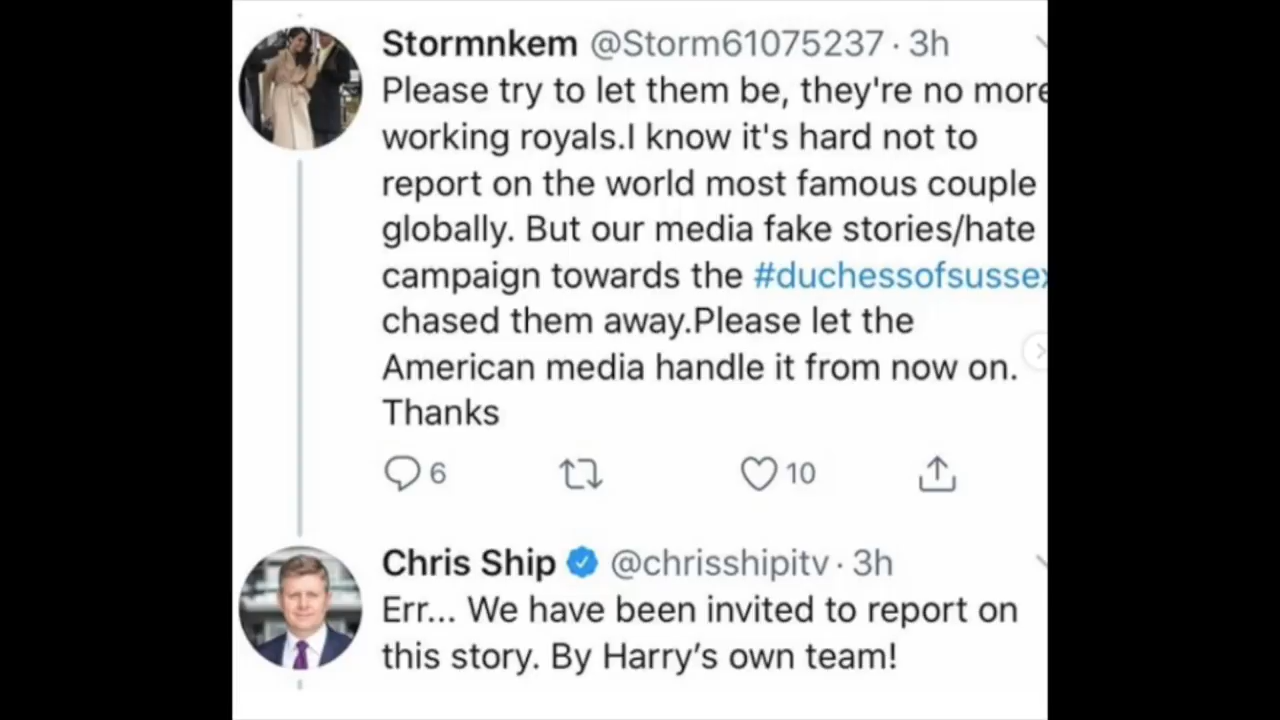 Stormnkem @Storm61075237 · 3h
Please try to let them be, they're no more
working royals.I know it's hard not to
report on the world most famous couple
globally. But our media fake stories/hate
campaign towards the #duchessofsussex
chased them away.Please let the
American media handle it from now on.
Thanks
6 10
Chris Ship @chrisshipitv · 3h
Err... We have been invited to report on
this story. By Harry’s own team!